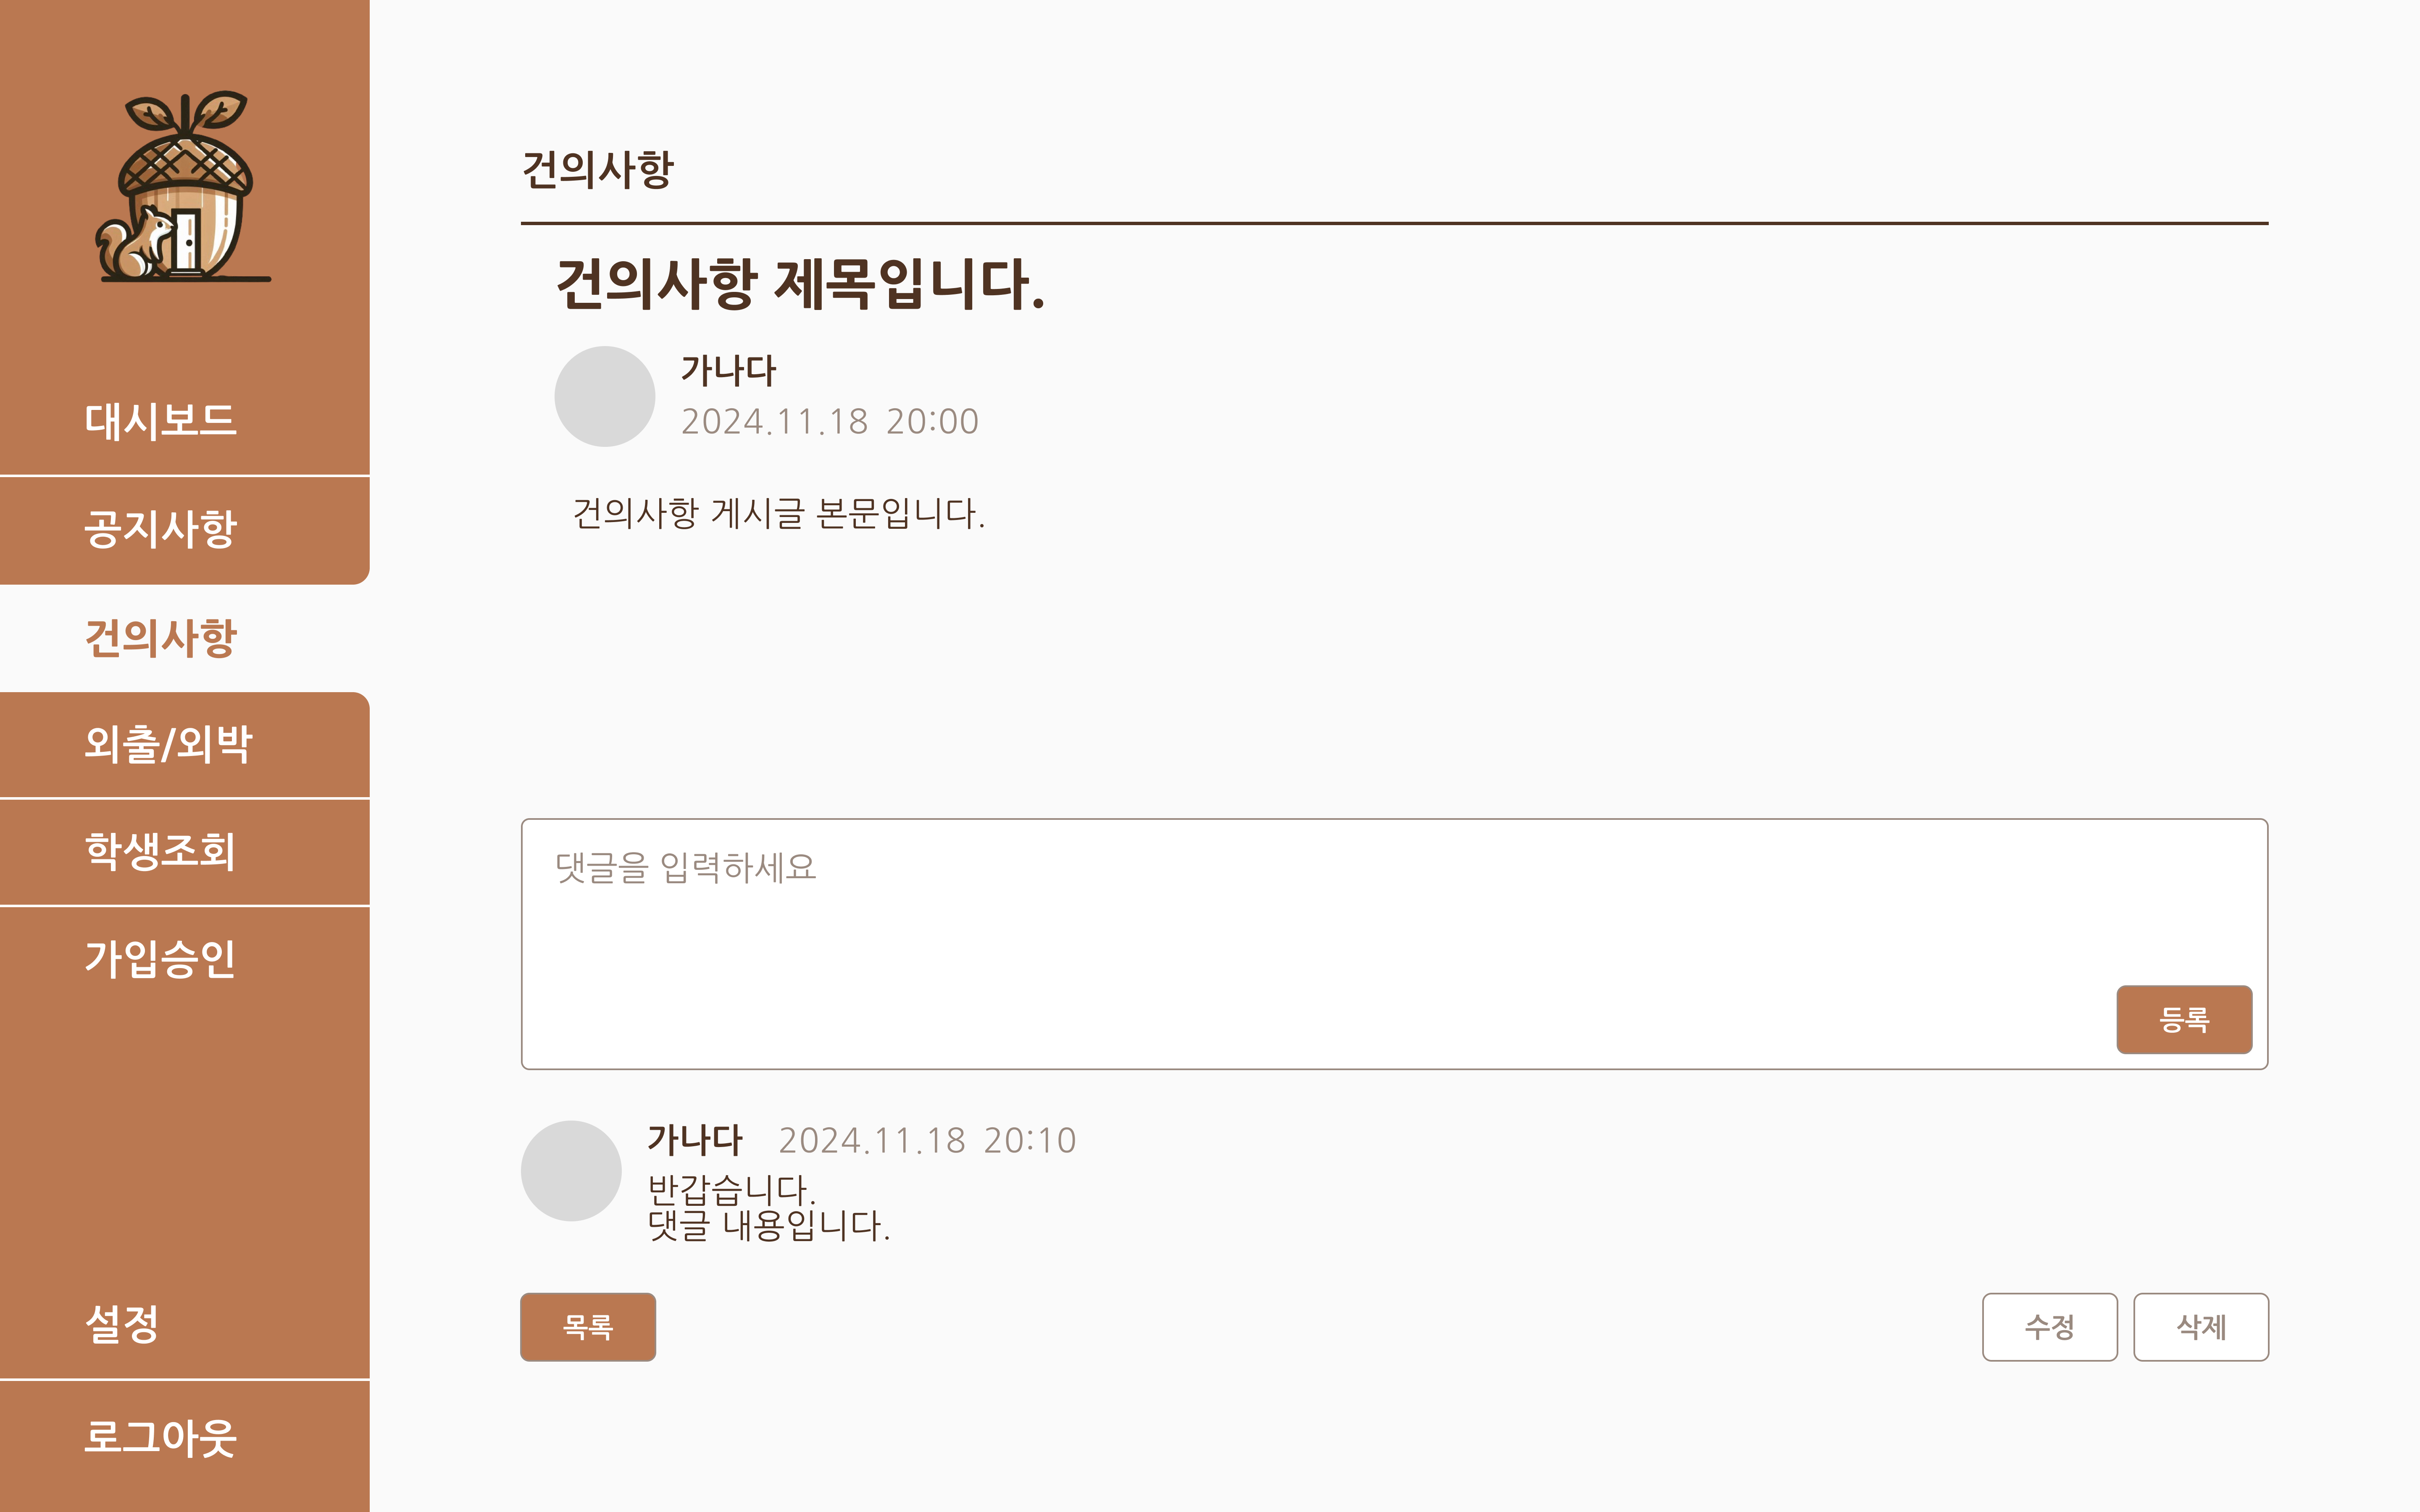 대시보드
공지사항
건의사항
외출/외박
학생조회
가입승인
설정
로그아웃
건의사항
건의사항 제목입니다.
가나다
2024.11.18 20:00
건의사항 게시글 본문입니다.
댓글을 입력하세요
등록
가나다 2024.11.18 20:10
반갑습니다.
댓글 내용입니다.
목록
수정 삭제